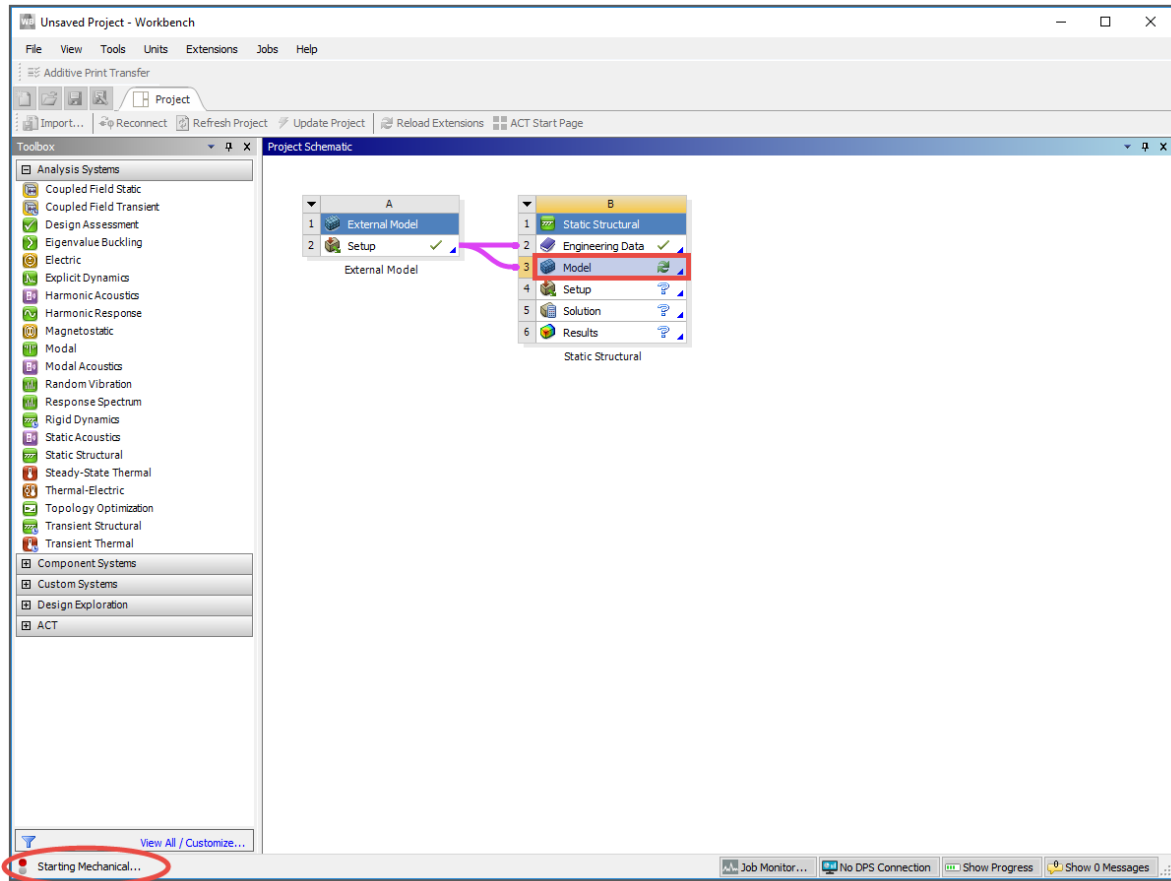 Unsaved Project - Workbench
File View Tools Units Extensions Jobs Help
Additive Print Transfer
Project
Import... Reconnect Refresh Project Update Project Reload Extensions ACT Start Page
Toolbox
Project Schematic
Analysis Systems
Coupled Field Static
Coupled Field Transient
Design Assessment
Eigenvalue Buckling
Electric
Explicit Dynamics
Harmonic Acoustics
Harmonic Response
Magnetostatic
Modal
Modal Acoustics
Random Vibration
Response Spectrum
Rigid Dynamics
Static Acoustics
Static Structural
Steady-State Thermal
Thermal-Electric
Topology Optimization
Transient Structural
Transient Thermal
Component Systems
Custom Systems
Design Exploration
ACT
View All / Customize...
A
1 External Model
2 Setup
External Model
B
1 Static Structural
2 Engineering Data
3 Model
4 Setup
5 Solution
6 Results
Static Structural
Starting Mechanical...
Job Monitor... No DPS Connection Show Progress Show 0 Messages